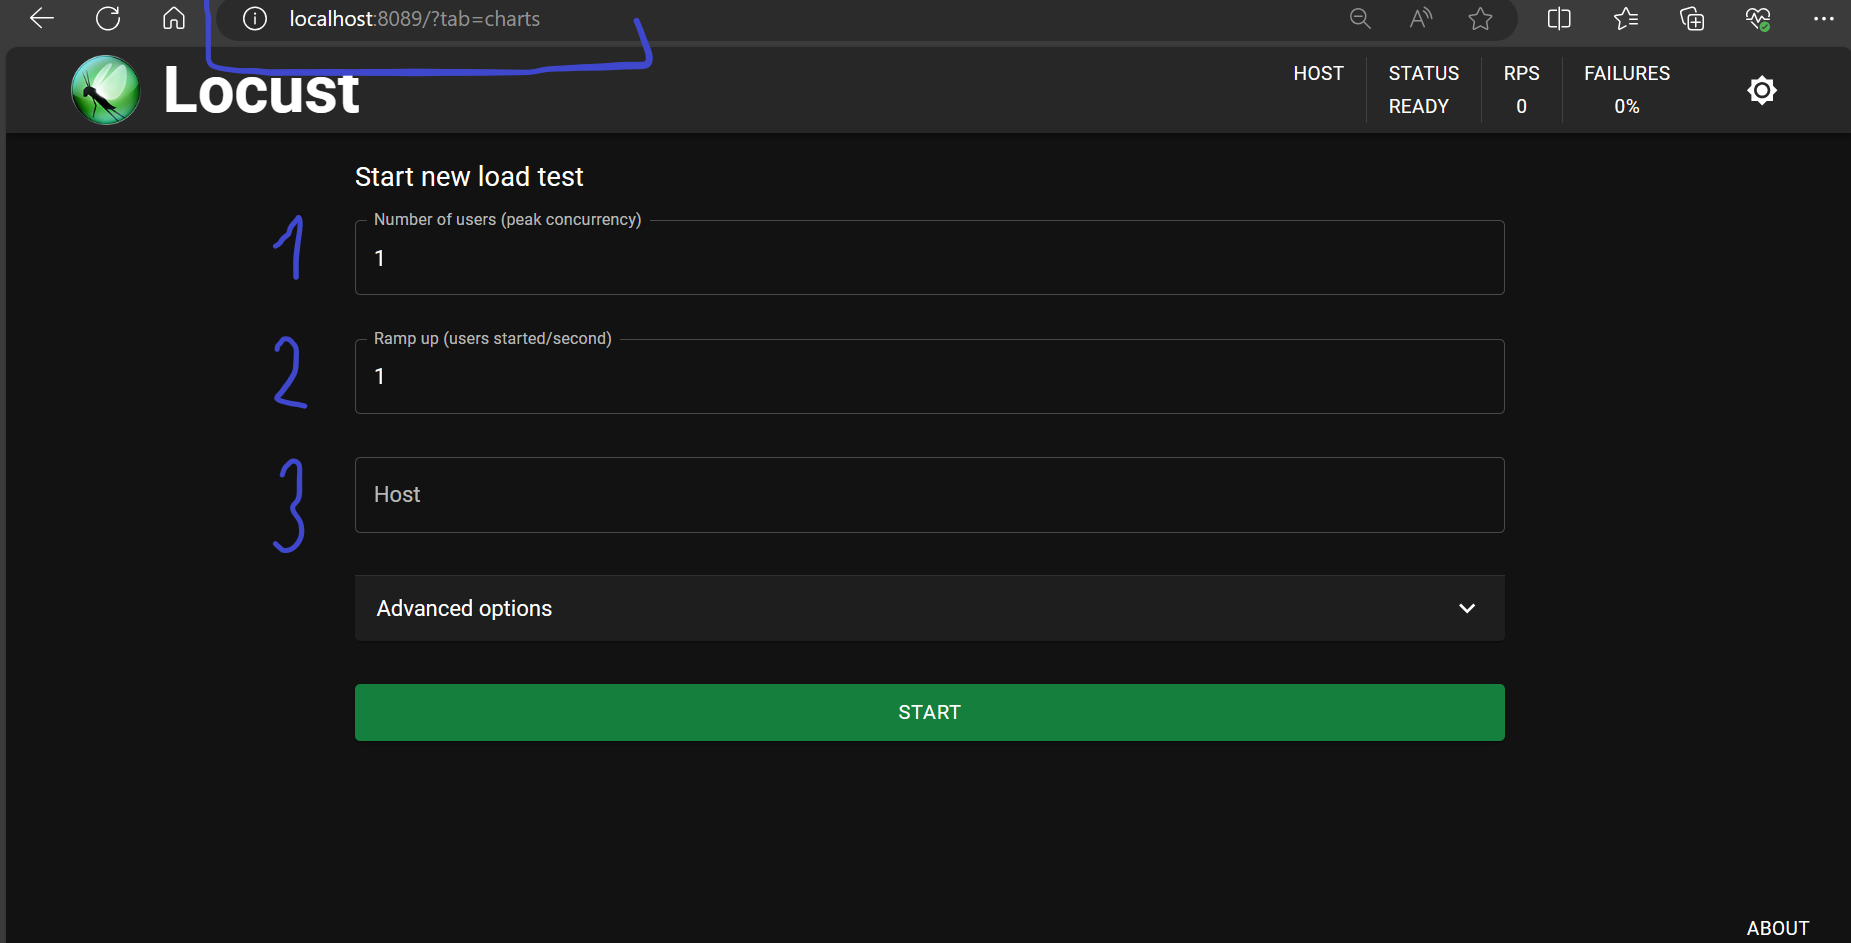 localhost:8089/?tab=charts
Locust
HOST
STATUS
READY
RPS
0
FAILURES
0%
Start new load test
1
Number of users (peak concurrency)
1
2
Ramp up (users started/second)
1
3
Host
Advanced options
START
ABOUT